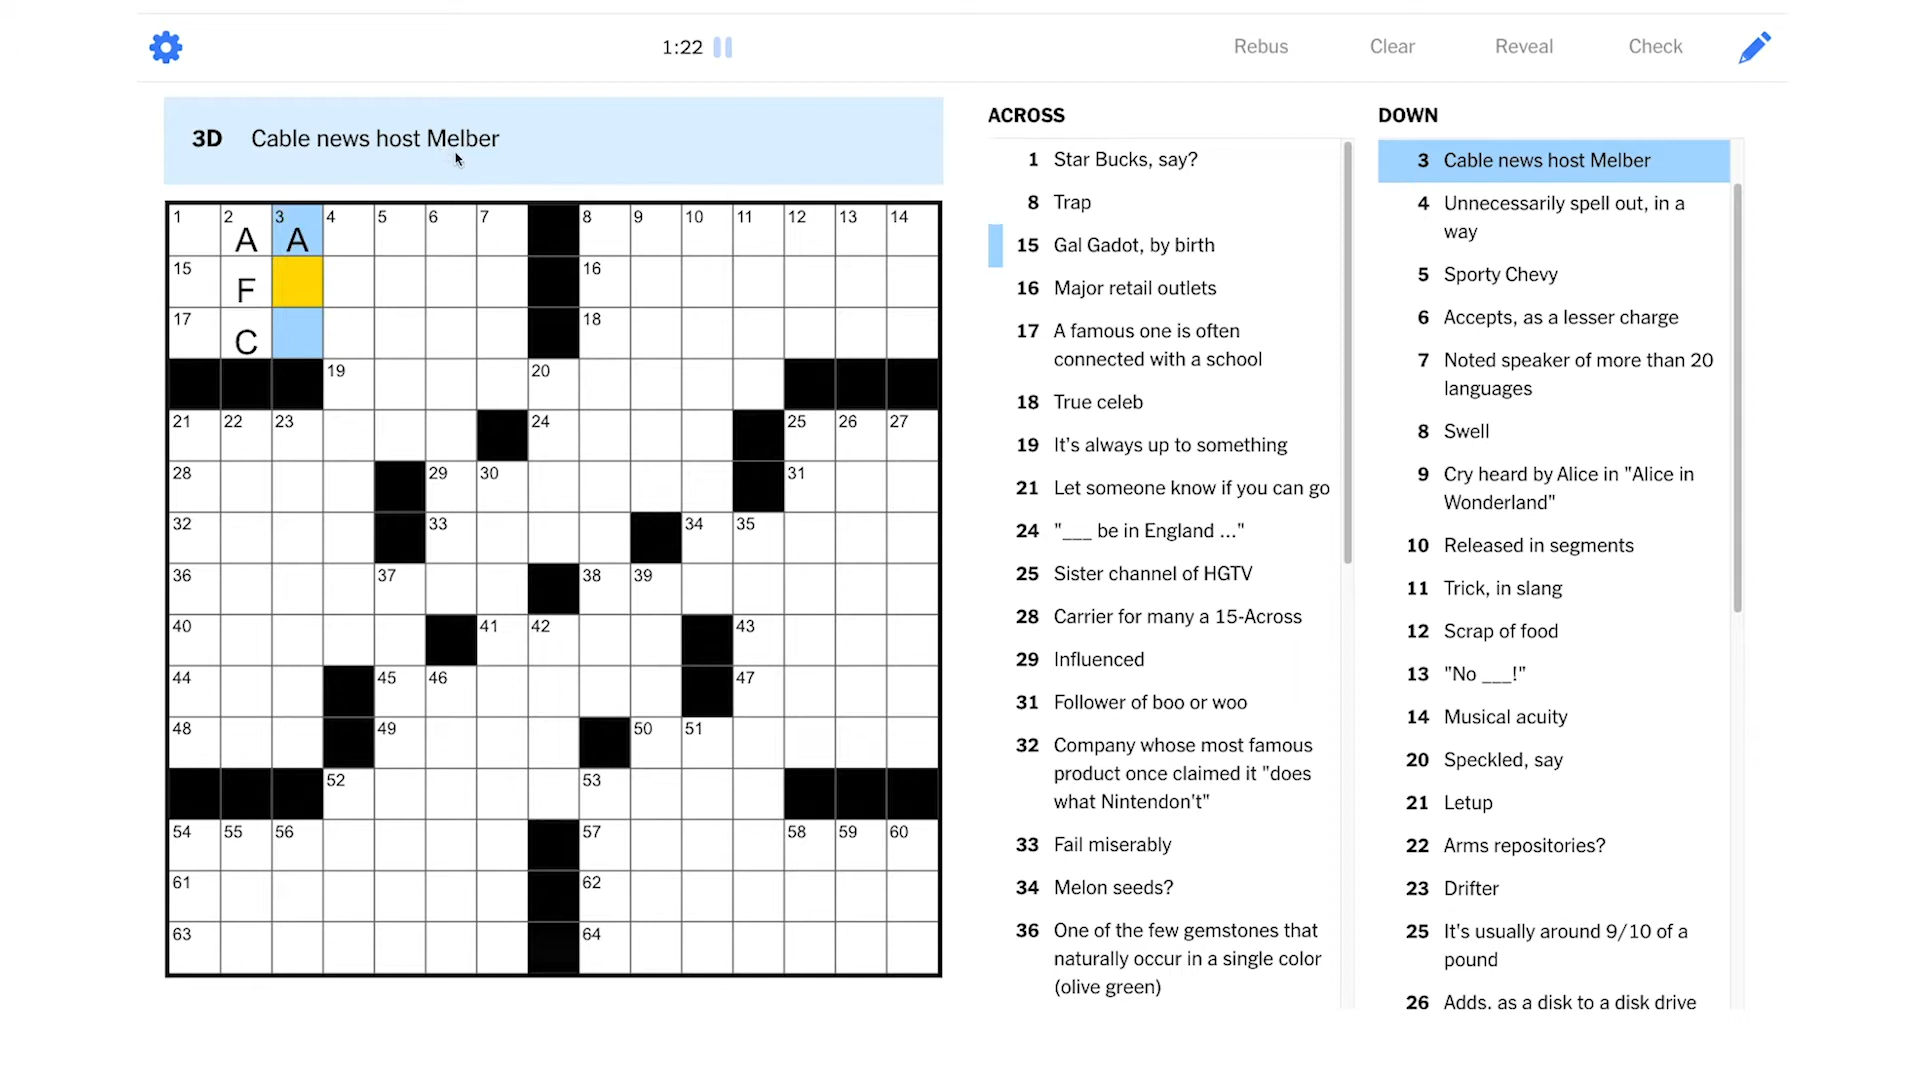 1:22
Rebus Clear Reveal Check
3D Cable news host Melber
1 2 3 4 5 6 7 8 9 10 11 12 13 14
A A
15 16
F
17 18
C
19 20
21 22 23 24 25 26 27
28 29 30 31
32 33 34 35
36 37 38 39
40 41 42 43
44 45 46 47
48 49 50 51
52 53
54 55 56 57 58 59 60
61 62
63 64
ACROSS
1 Star Bucks, say?
8 Trap
15 Gal Gadot, by birth
16 Major retail outlets
17 A famous one is often
connected with a school
18 True celeb
19 It's always up to something
21 Let someone know if you can go
24 "___ be in England ..."
25 Sister channel of HGTV
28 Carrier for many a 15-Across
29 Influenced
31 Follower of boo or woo
32 Company whose most famous
product once claimed it "does
what Nintendon't"
33 Fail miserably
34 Melon seeds?
36 One of the few gemstones that
naturally occur in a single color
(olive green)
DOWN
3 Cable news host Melber
4 Unnecessarily spell out, in a
way
5 Sporty Chevy
6 Accepts, as a lesser charge
7 Noted speaker of more than 20
languages
8 Swell
9 Cry heard by Alice in "Alice in
Wonderland"
10 Released in segments
11 Trick, in slang
12 Scrap of food
13 "No ___!"
14 Musical acuity
20 Speckled, say
21 Letup
22 Arms repositories?
23 Drifter
25 It's usually around 9/10 of a
pound
26 Adds, as a disk to a disk drive